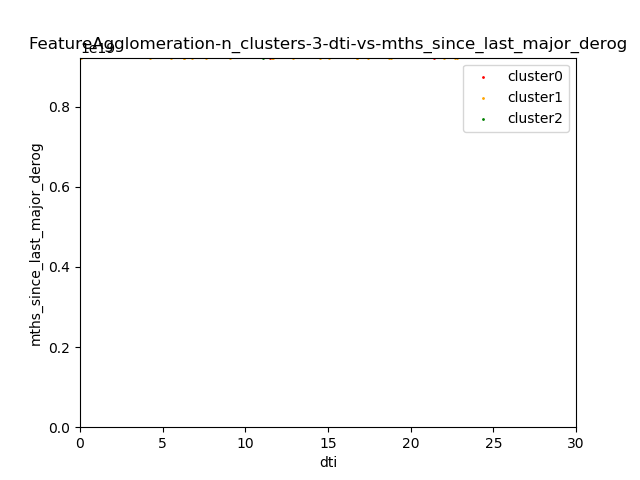 FeatureAgglomeration-n_clusters-3-dti-vs-mths_since_last_major_derog
1e19
cluster0
cluster1
cluster2
0.8
0.6
0.4
0.2
0.0
mths_since_last_major_derog
0 5 10 15 20 25 30
dti